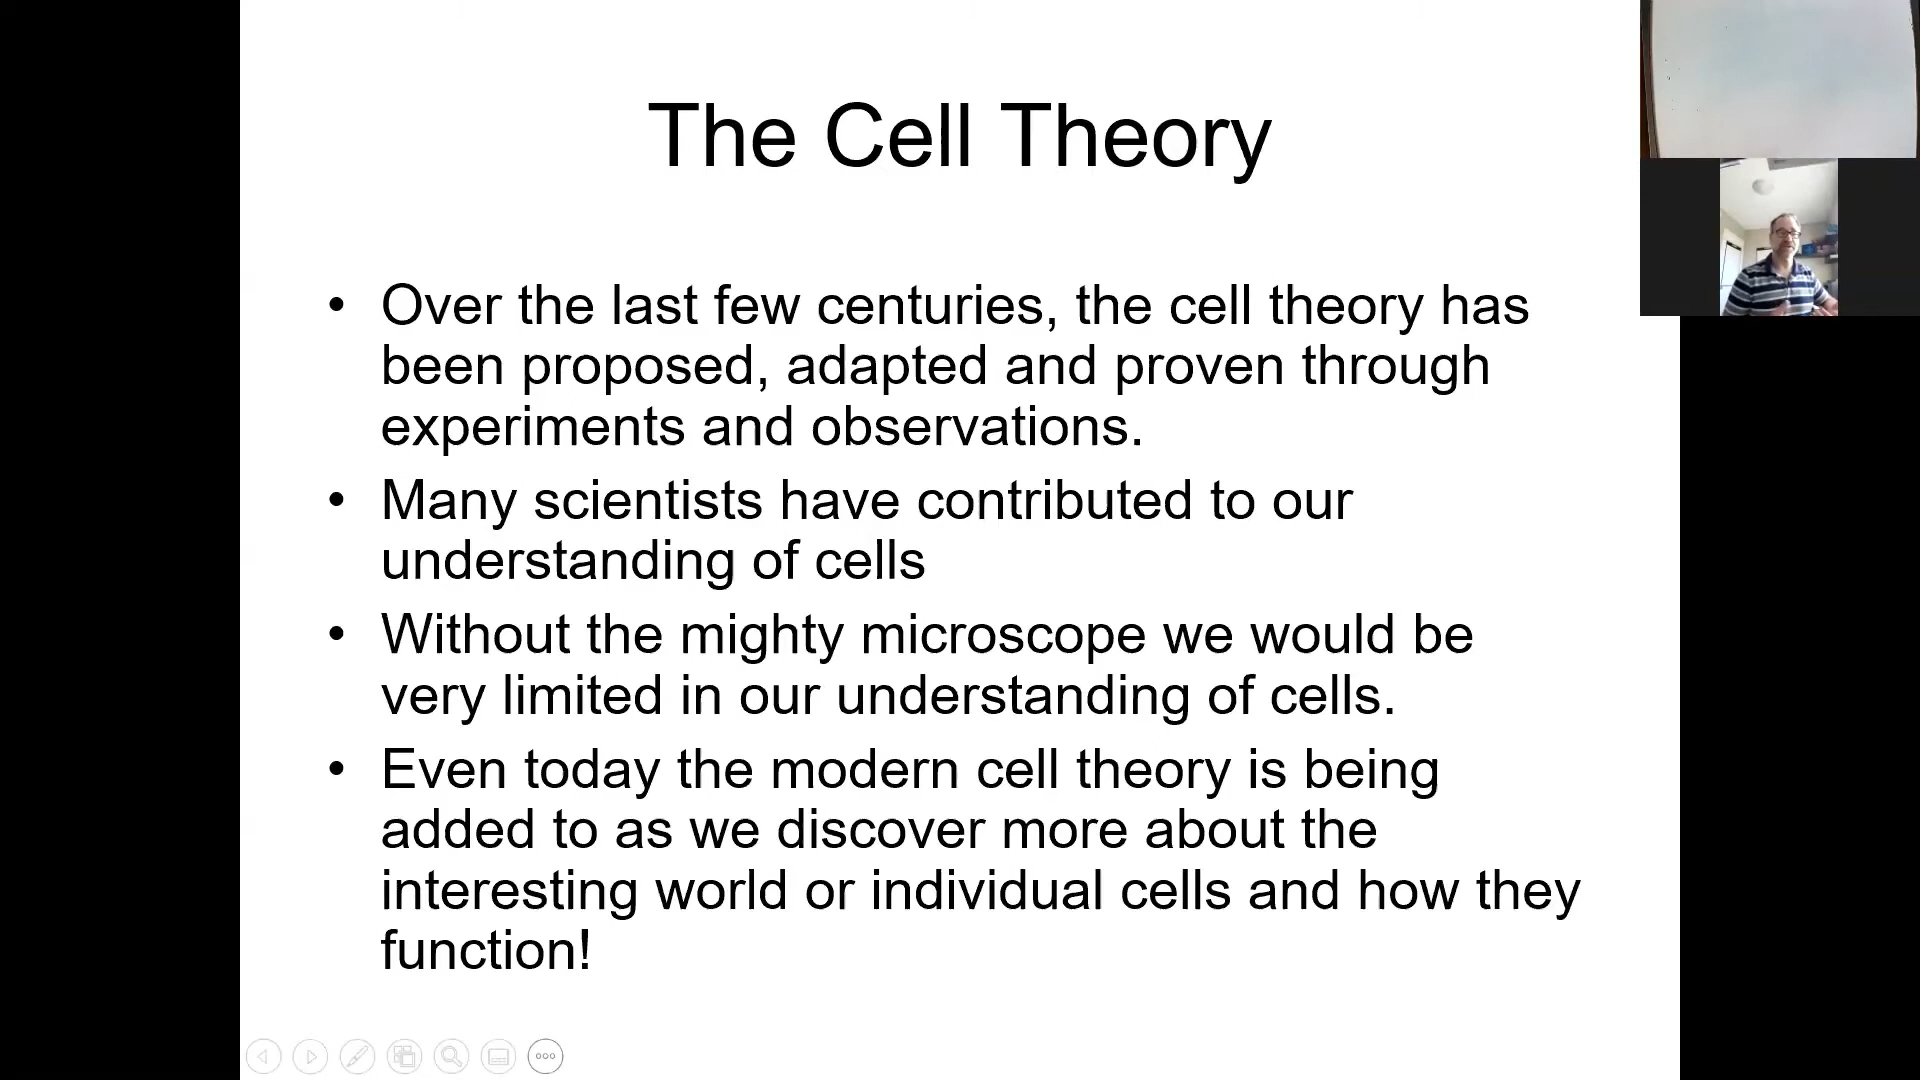 The Cell Theory
• Over the last few centuries, the cell theory has
been proposed, adapted and proven through
experiments and observations.
• Many scientists have contributed to our
understanding of cells
• Without the mighty microscope we would be
very limited in our understanding of cells.
• Even today the modern cell theory is being
added to as we discover more about the
interesting world or individual cells and how they
function!